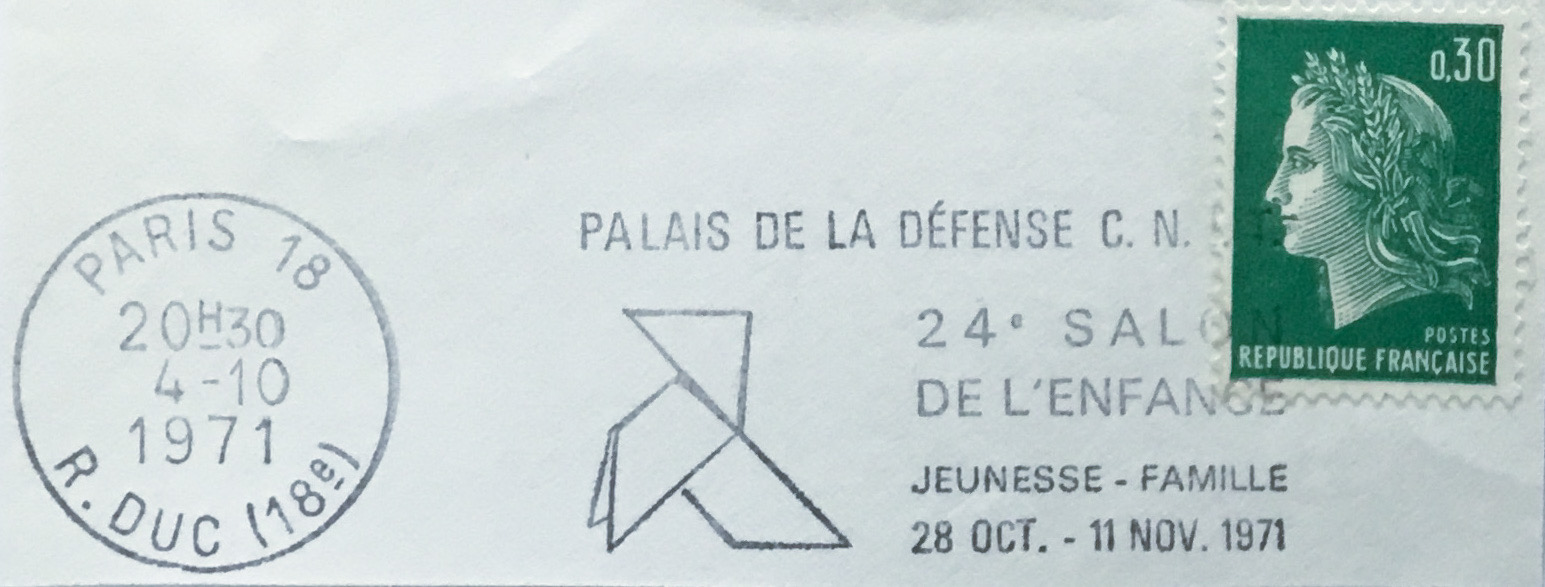 PARIS 18
20H30
4-10
1971
R. DUC (18e)
PALAIS DE LA DÉFENSE C. N.
24e SALON
DE L'ENFANCE
JEUNESSE - FAMILLE
28 OCT. - 11 NOV. 1971
0,30
POSTES
REPUBLIQUE FRANÇAISE